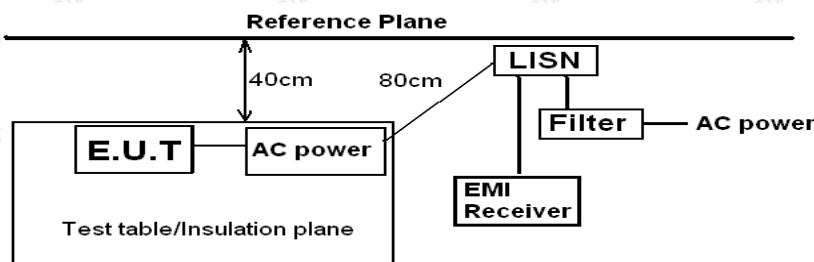 Reference Plane
LISN
40cm
80cm
Filter
AC power
E.U.T
AC power
EMI
Receiver
Test table/Insulation plane